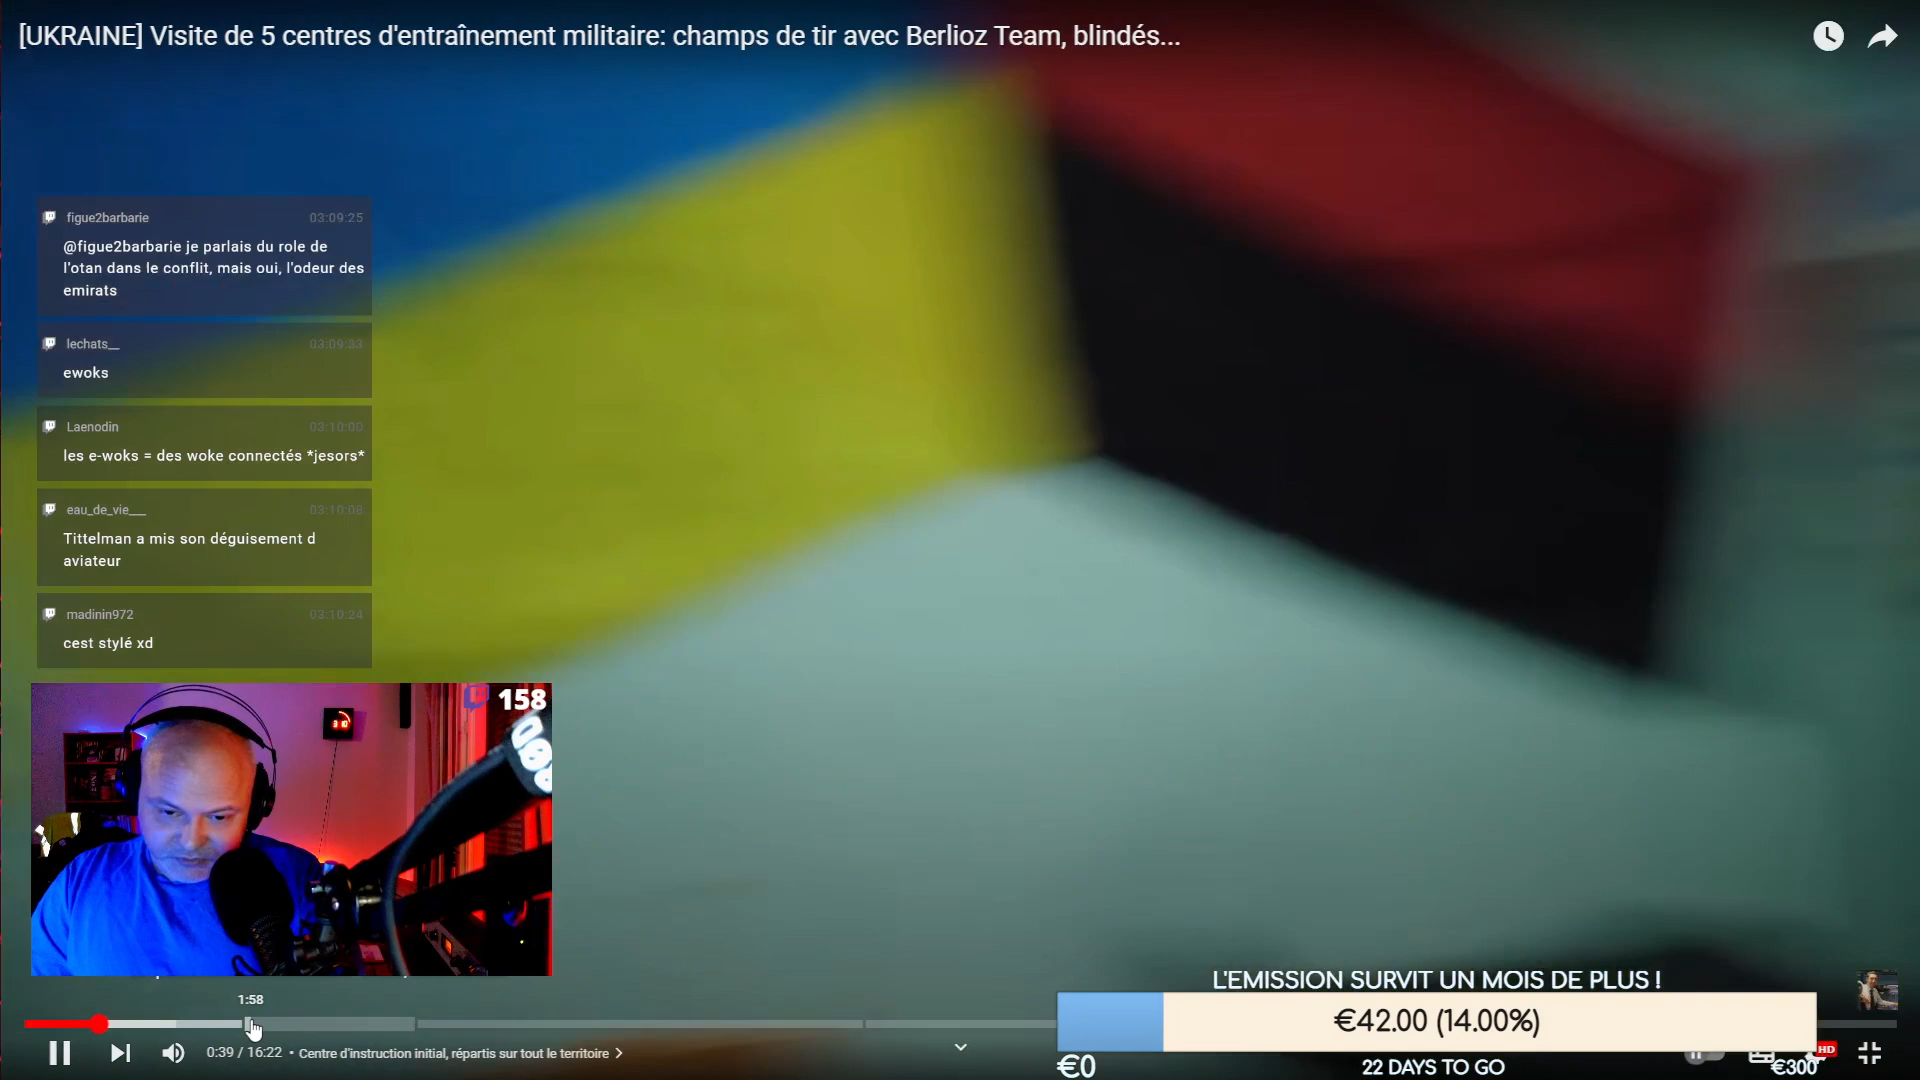 [UKRAINE] Visite de 5 centres d'entraînement militaire: champs de tir avec Berlioz Team, blindés...
figue2barbarie 03:09:25
@figue2barbarie je parlais du role de
l'otan dans le conflit, mais oui, l'odeur des
emirats
lechats__ 03:09:33
ewoks
Laenodin 03:10:00
les e-woks = des woke connectés *jesors*
eau_de_vie___ 03:10:08
Tittelman a mis son déguisement d
aviateur
madinin972 03:10:24
cest stylé xd
158
L'EMISSION SURVIT UN MOIS DE PLUS !
1:58
€42.00 (14.00%)
0:39 / 16:22 • Centre d'instruction initial, répartis sur tout le territoire
HD
€0
22 DAYS TO GO
€300